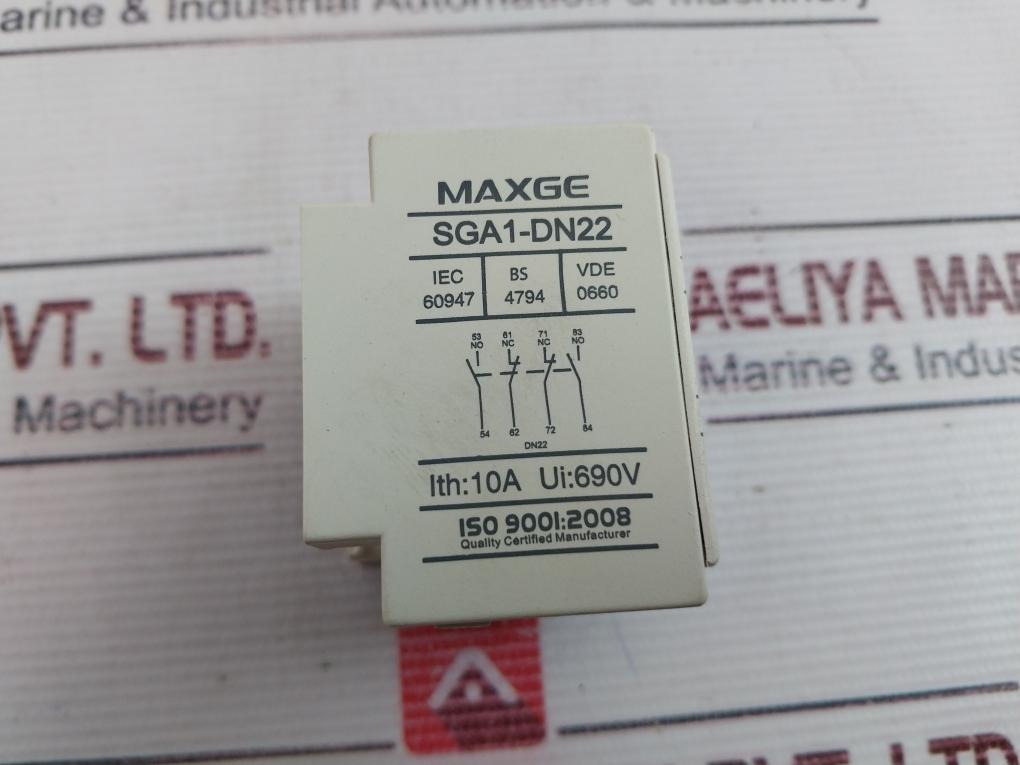 arine & Industrial Automation & Machinery
MAXGE
SGA1-DN22
IEC 60947
BS 4794
VDE 0660
53 61 71 83
NO NC NC NO
54 62 72 84
DN22
Ith:10A Ui:690V
ISO 9001:2008
Quality Certified Manufacturer
PVT. LTD.
Machinery
AELIYA MAR
Marine & Indus